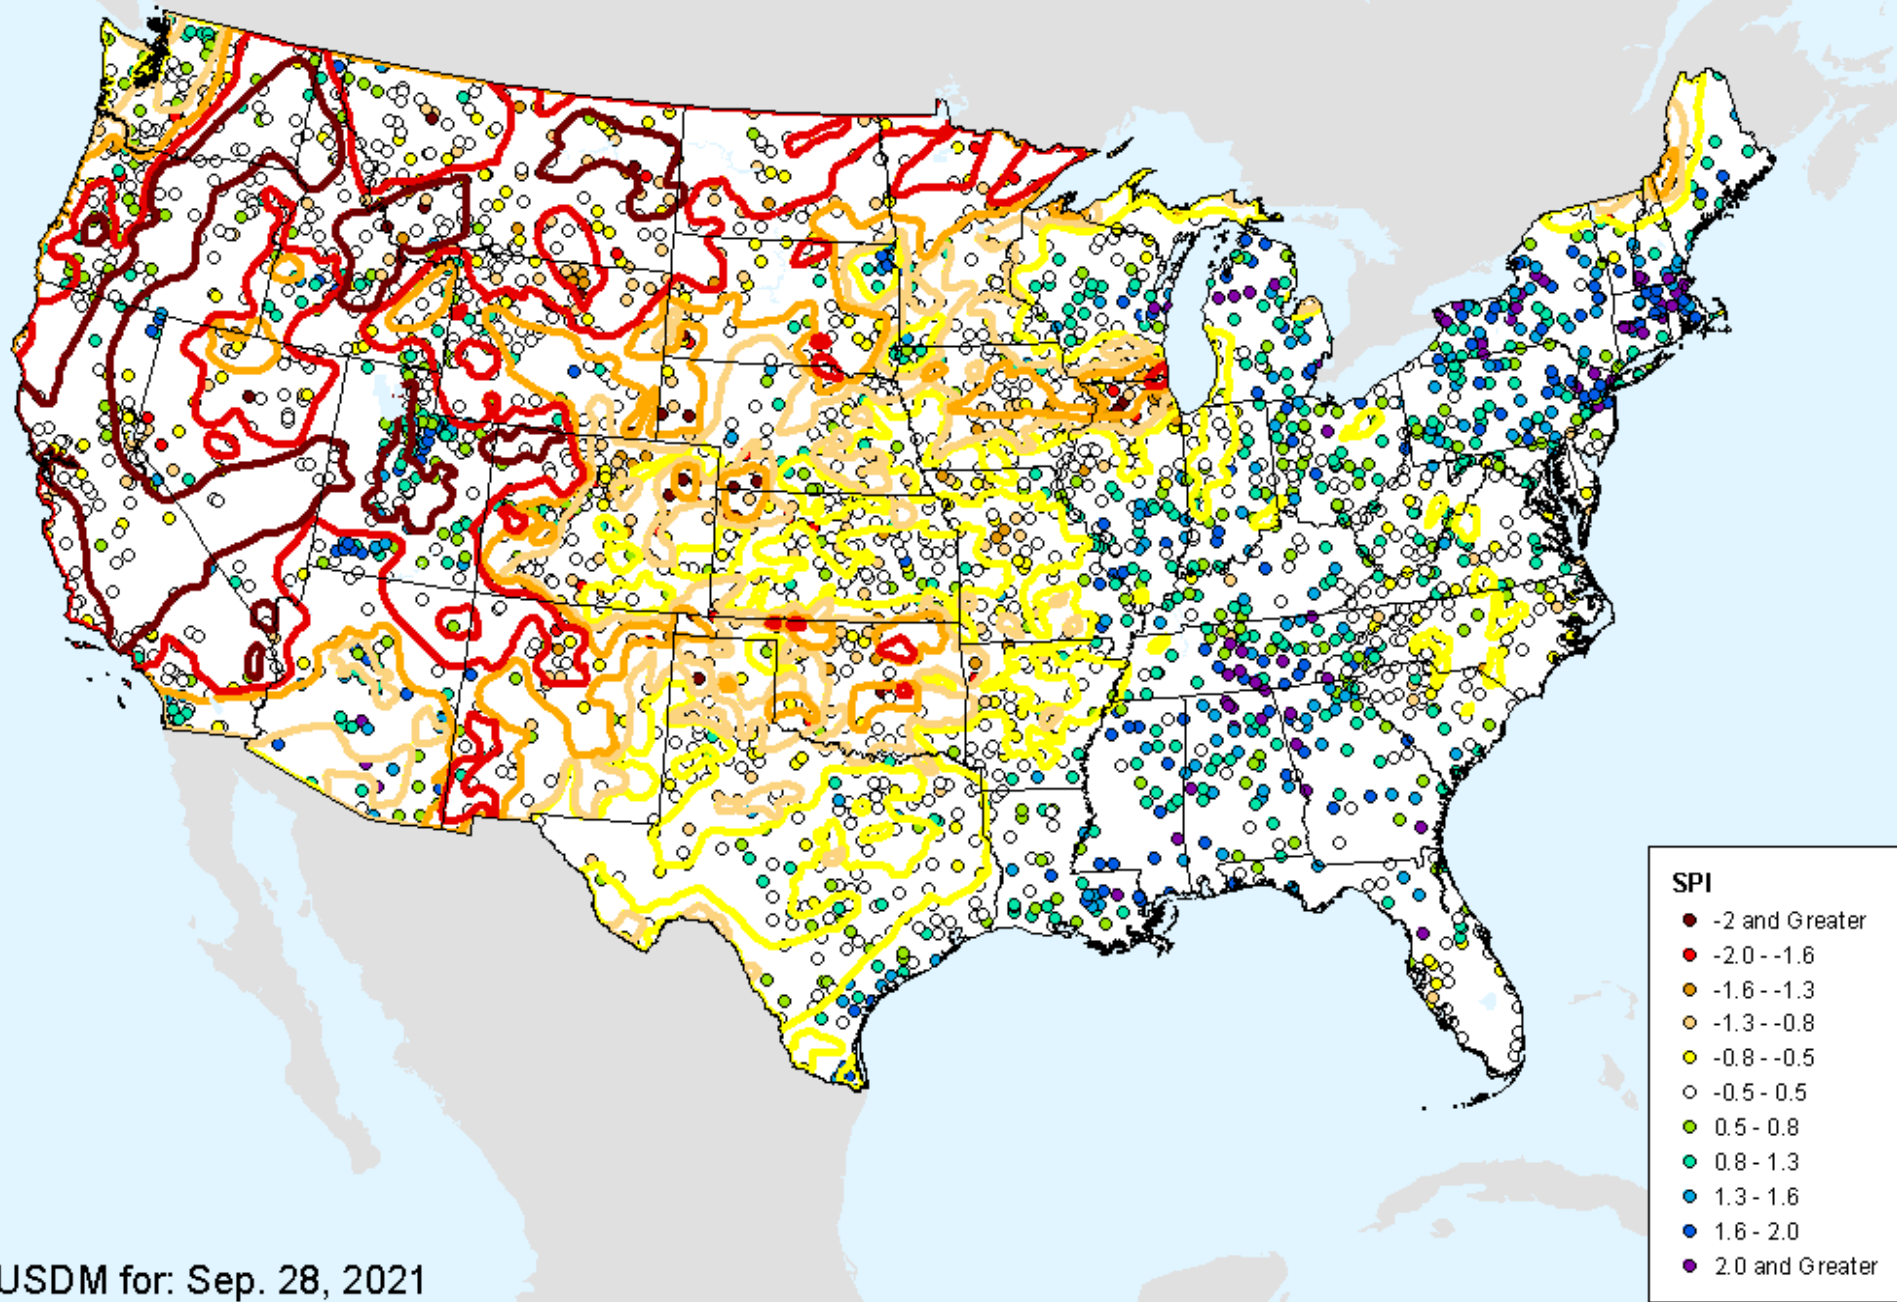 SPI
-2 and Greater
-2.0 - -1.6
-1.6 - -1.3
-1.3 - -0.8
-0.8 - -0.5
-0.5 - 0.5
0.5 - 0.8
0.8 - 1.3
1.3 - 1.6
1.6 - 2.0
2.0 and Greater
USDM for: Sep. 28, 2021